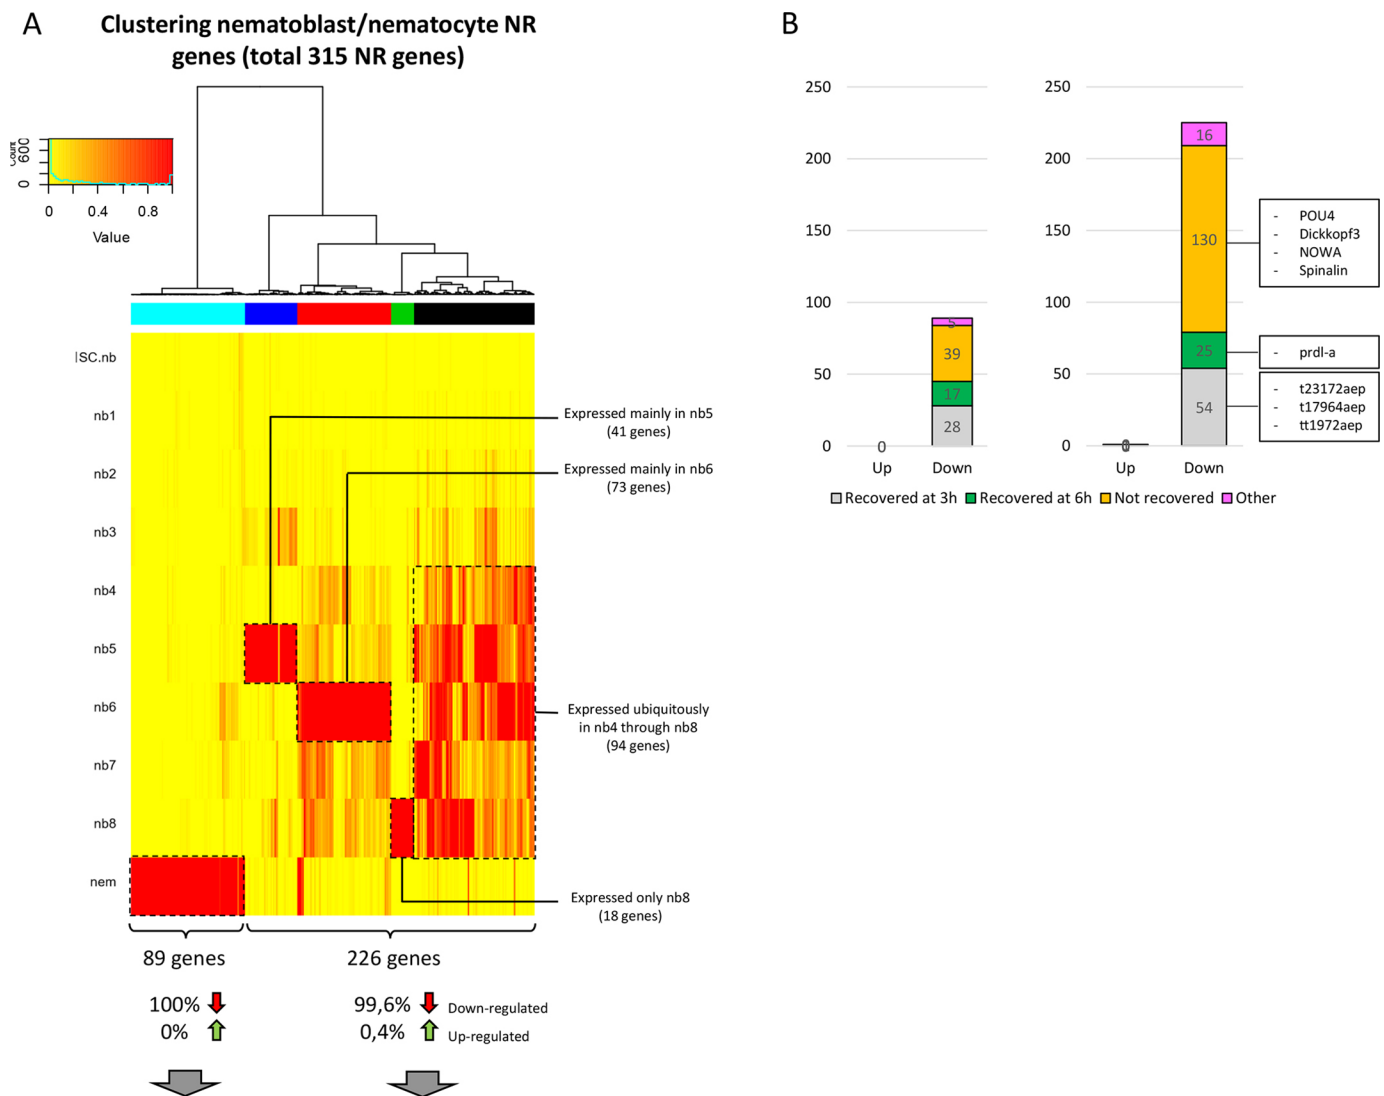 A
Clustering nematoblast/nematocyte NR
genes (total 315 NR genes)
Count
0
600
0 0.4 0.8
Value
ISC.nb
nb1
nb2
nb3
nb4
nb5
nb6
nb7
nb8
nem
Expressed mainly in nb5
(41 genes)
Expressed mainly in nb6
(73 genes)
Expressed ubiquitously
in nb4 through nb8
(94 genes)
Expressed only nb8
(18 genes)
89 genes
226 genes
100%
99,6%
Down-regulated
0%
0,4%
Up-regulated
B
250
200
150
100
50
0
0
5
39
17
28
Up Down
250
200
150
100
50
0
16
130
25
54
Up Down
- POU4
- Dickkopf3
- NOWA
- Spinalin
- prdl-a
- t23172aep
- t17964aep
- tt1972aep
Recovered at 3h Recovered at 6h Not recovered Other